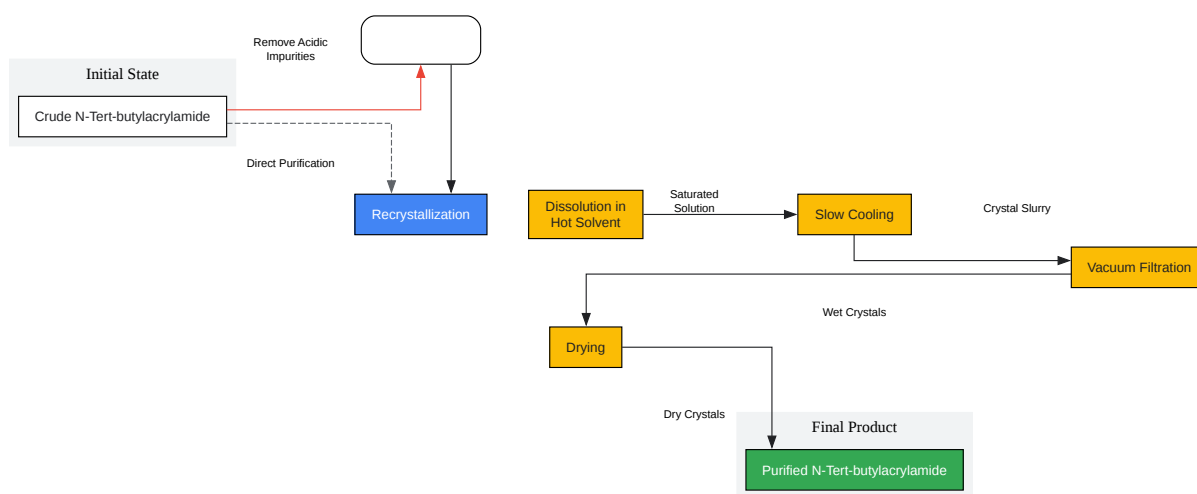 Remove Acidic
Impurities
Initial State
Crude N-Tert-butylacrylamide
Direct Purification
Recrystallization
Dissolution in
Hot Solvent
Saturated
Solution
Slow Cooling
Crystal Slurry
Vacuum Filtration
Wet Crystals
Drying
Dry Crystals
Final Product
Purified N-Tert-butylacrylamide